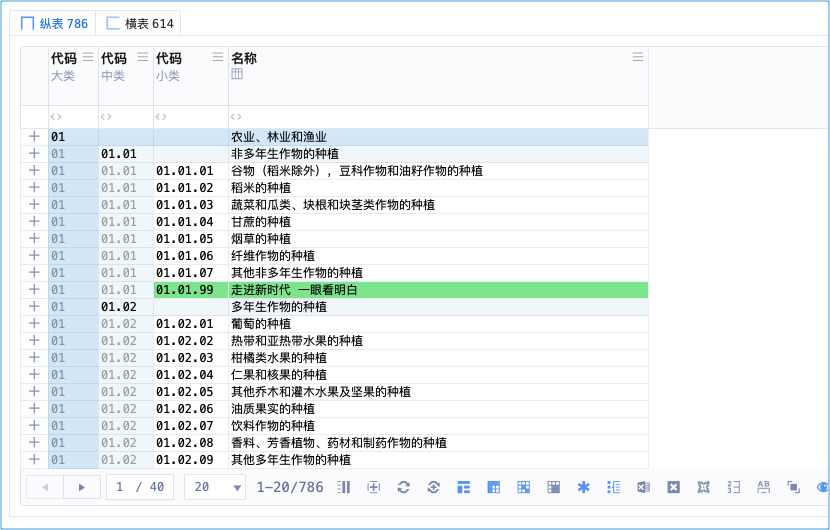 纵表 786 横表 614
代码 代码 代码 名称
大类 中类 小类
01 农业、林业和渔业
01 01.01 非多年生作物的种植
01 01.01 01.01.01 谷物（稻米除外），豆科作物和油籽作物的种植
01 01.01 01.01.02 稻米的种植
01 01.01 01.01.03 蔬菜和瓜类、块根和块茎类作物的种植
01 01.01 01.01.04 甘蔗的种植
01 01.01 01.01.05 烟草的种植
01 01.01 01.01.06 纤维作物的种植
01 01.01 01.01.07 其他非多年生作物的种植
01 01.01 01.01.99 走进新时代 一眼看明白
01 01.02 多年生作物的种植
01 01.02 01.02.01 葡萄的种植
01 01.02 01.02.02 热带和亚热带水果的种植
01 01.02 01.02.03 柑橘类水果的种植
01 01.02 01.02.04 仁果和核果的种植
01 01.02 01.02.05 其他乔木和灌木水果及坚果的种植
01 01.02 01.02.06 油质果实的种植
01 01.02 01.02.07 饮料作物的种植
01 01.02 01.02.08 香料、芳香植物、药材和制药作物的种植
01 01.02 01.02.09 其他多年生作物的种植
1 / 40 20 1–20/786